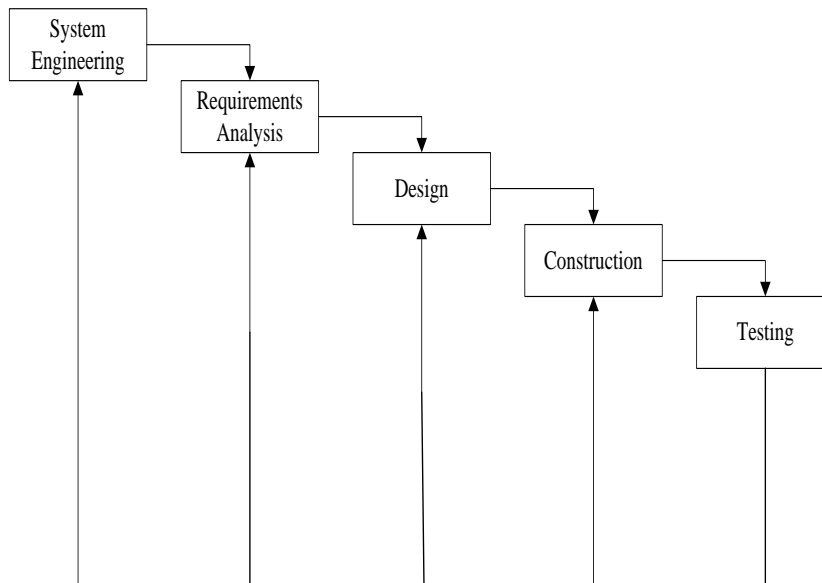 System
Engineering
Requirements
Analysis
Design
Construction
Testing